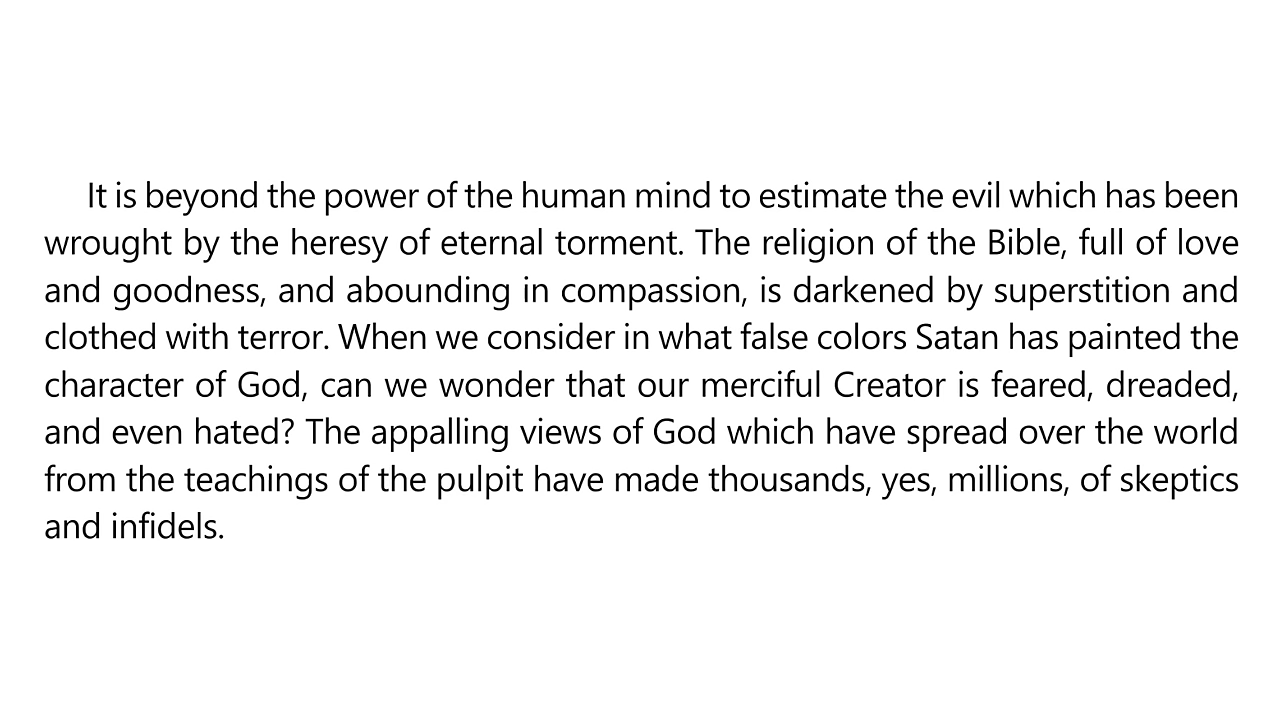 It is beyond the power of the human mind to estimate the evil which has been
wrought by the heresy of eternal torment. The religion of the Bible, full of love
and goodness, and abounding in compassion, is darkened by superstition and
clothed with terror. When we consider in what false colors Satan has painted the
character of God, can we wonder that our merciful Creator is feared, dreaded,
and even hated? The appalling views of God which have spread over the world
from the teachings of the pulpit have made thousands, yes, millions, of skeptics
and infidels.